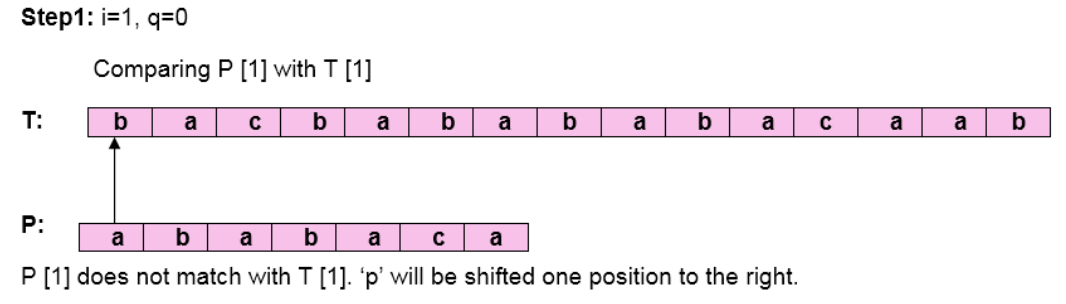 Step1: i=1, q=0
Comparing P [1] with T [1]
T: b a c b a b a b a b a c a a b
P: a b a b a c a
P [1] does not match with T [1]. ‘p’ will be shifted one position to the right.